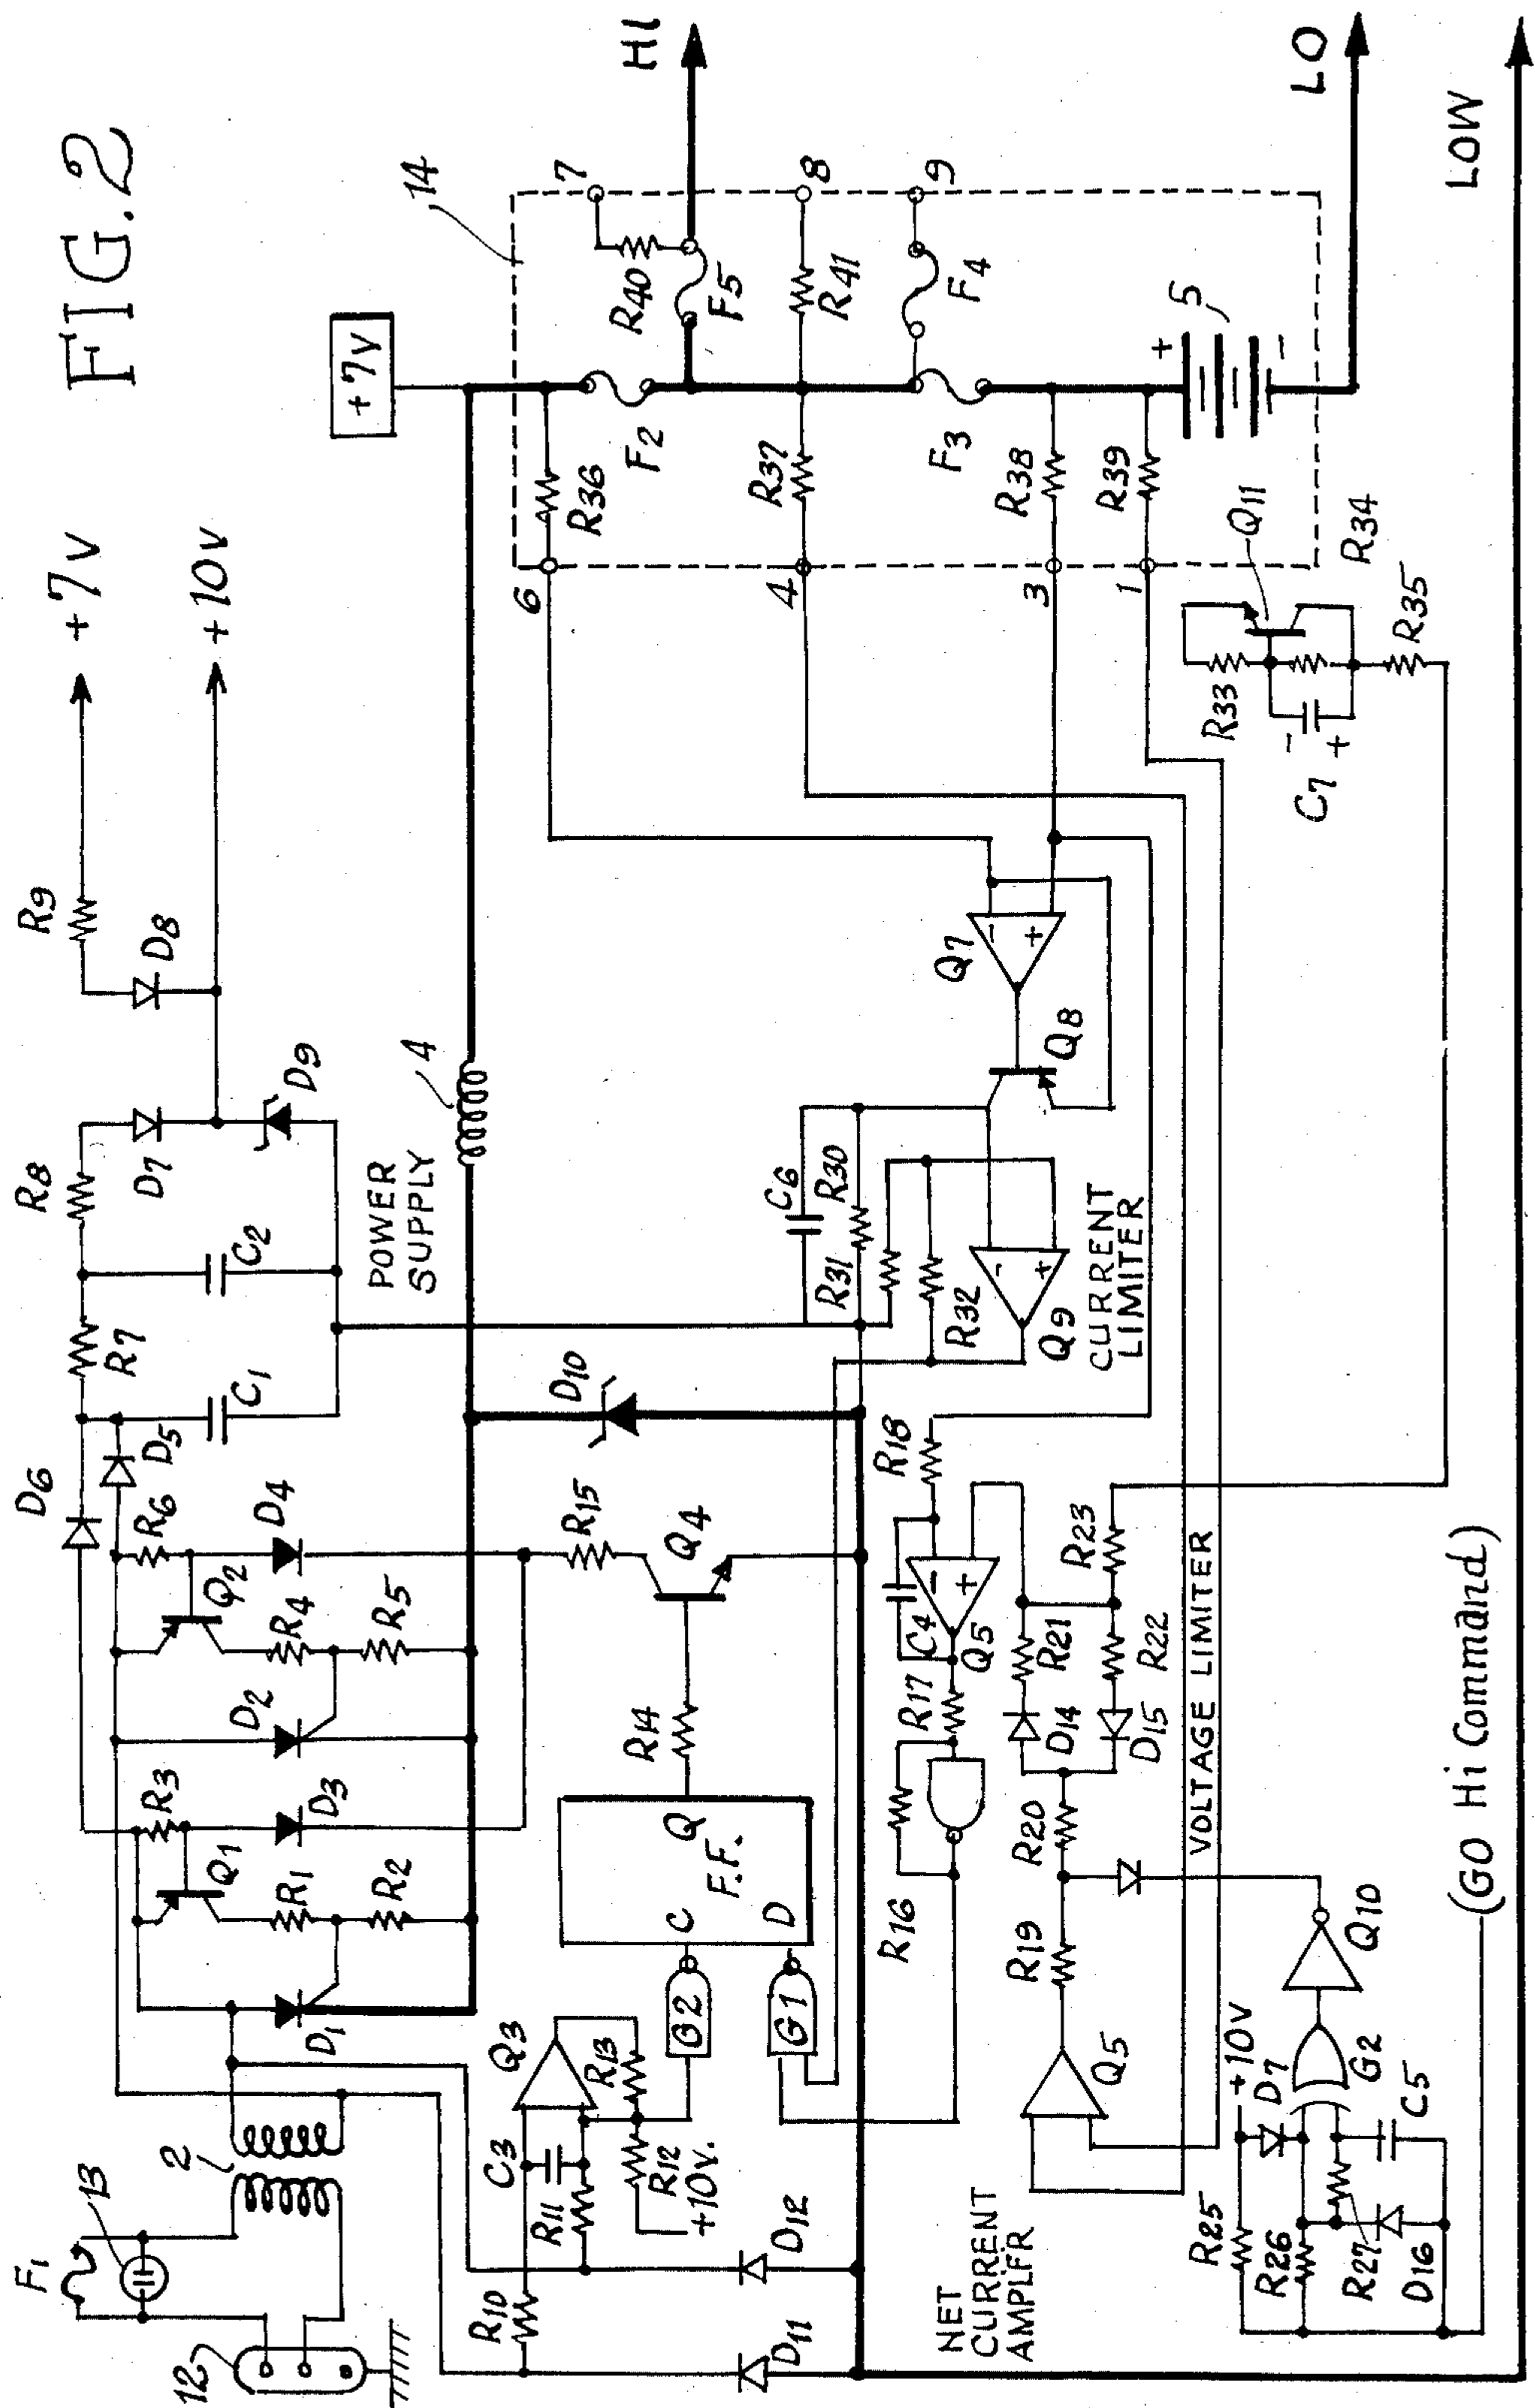 FIG.2
+7V
+10V
R9
D8
R8
D7
D9
C2
R7
C1
D6
D5
R6
D4
Q2
R4
R5
D2
R3
D3
Q1
R1
R2
D1
F1
13
2
12
POWER
SUPPLY
4
+7V
14
HI
7
R40
F5
R36
F2
6
R37
R41
8
4
F4
9
F3
R38
3
R39
1
5
+
-
LO
LOW
D10
R15
Q4
R14
Q
F.F.
C
D
G2
G1
Q3
R13
C3
R11
R12
+10V.
R10
D12
D11
C6
R30
R31
R32
Q9
-
+
CURRENT
LIMITER
Q7
-
+
Q8
Q11
R34
R33
R35
C7
-
+
R18
C4
-
+
Q5
R17
R16
R23
R21
R22
D14
D15
R20
R19
VOLTAGE LIMITER
NET
CURRENT
AMPLFR
Q5
Q10
G2
+10V
D7
C5
R25
R26
R27
D16
(GO Hi Command)